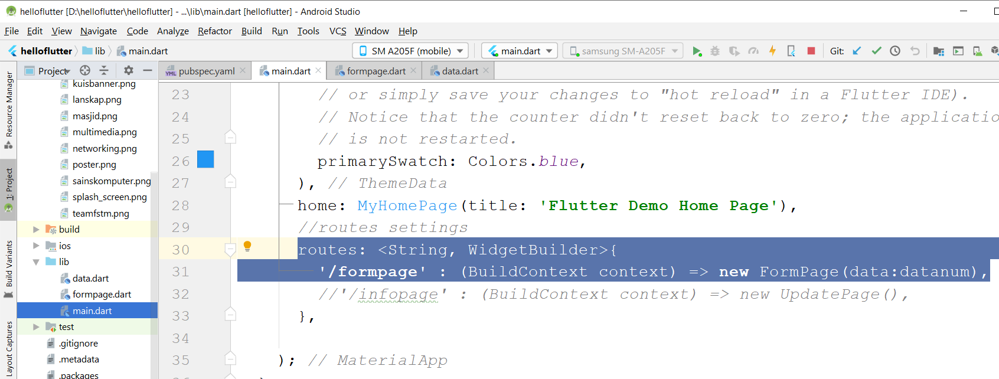 helloflutter [D:\helloflutter\helloflutter] - ...\lib\main.dart [helloflutter] - Android Studio
File Edit View Navigate Code Analyze Refactor Build Run Tools VCS Window Help
helloflutter lib main.dart SM A205F (mobile) main.dart samsung SM-A205F Git:
Project pubspec.yaml main.dart formpage.dart data.dart
Resource Manager
1: Project
Build Variants
Layout Captures
kuisbanner.png
lanskap.png
masjid.png
multimedia.png
networking.png
poster.png
sainskomputer.png
splash_screen.png
teamfstm.png
build
ios
lib
data.dart
formpage.dart
main.dart
test
.gitignore
.metadata
.packages
23 // or simply save your changes to "hot reload" in a Flutter IDE).
24 // Notice that the counter didn't reset back to zero; the applicatio
25 // is not restarted.
26 primarySwatch: Colors.blue,
27 ), // ThemeData
28 home: MyHomePage(title: 'Flutter Demo Home Page'),
29 //routes settings
30 routes: <String, WidgetBuilder>{
31 '/formpage' : (BuildContext context) => new FormPage(data:datanum),
32 //'/infopage' : (BuildContext context) => new UpdatePage(),
33 },
34
35 ); // MaterialApp